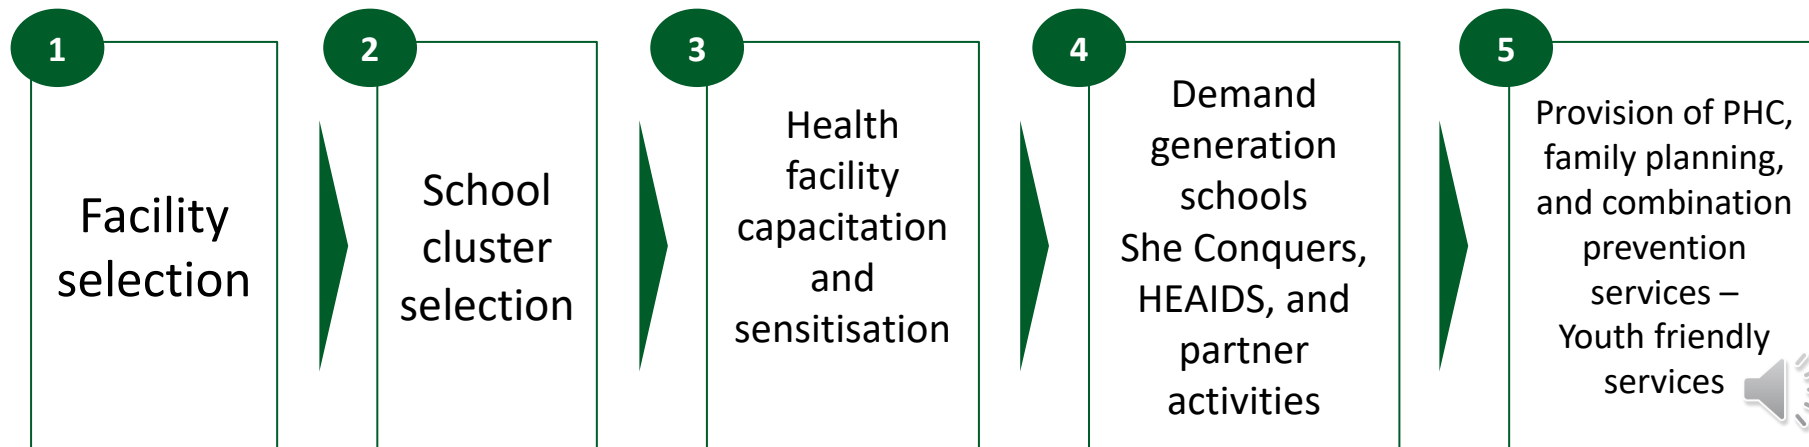 1
Facility
selection
2
School
cluster
selection
3
Health
facility
capacitation
and
sensitisation
4
Demand
generation
schools
She Conquers,
HEAIDS, and
partner
activities
5
Provision of PHC,
family planning,
and combination
prevention
services –
Youth friendly
services